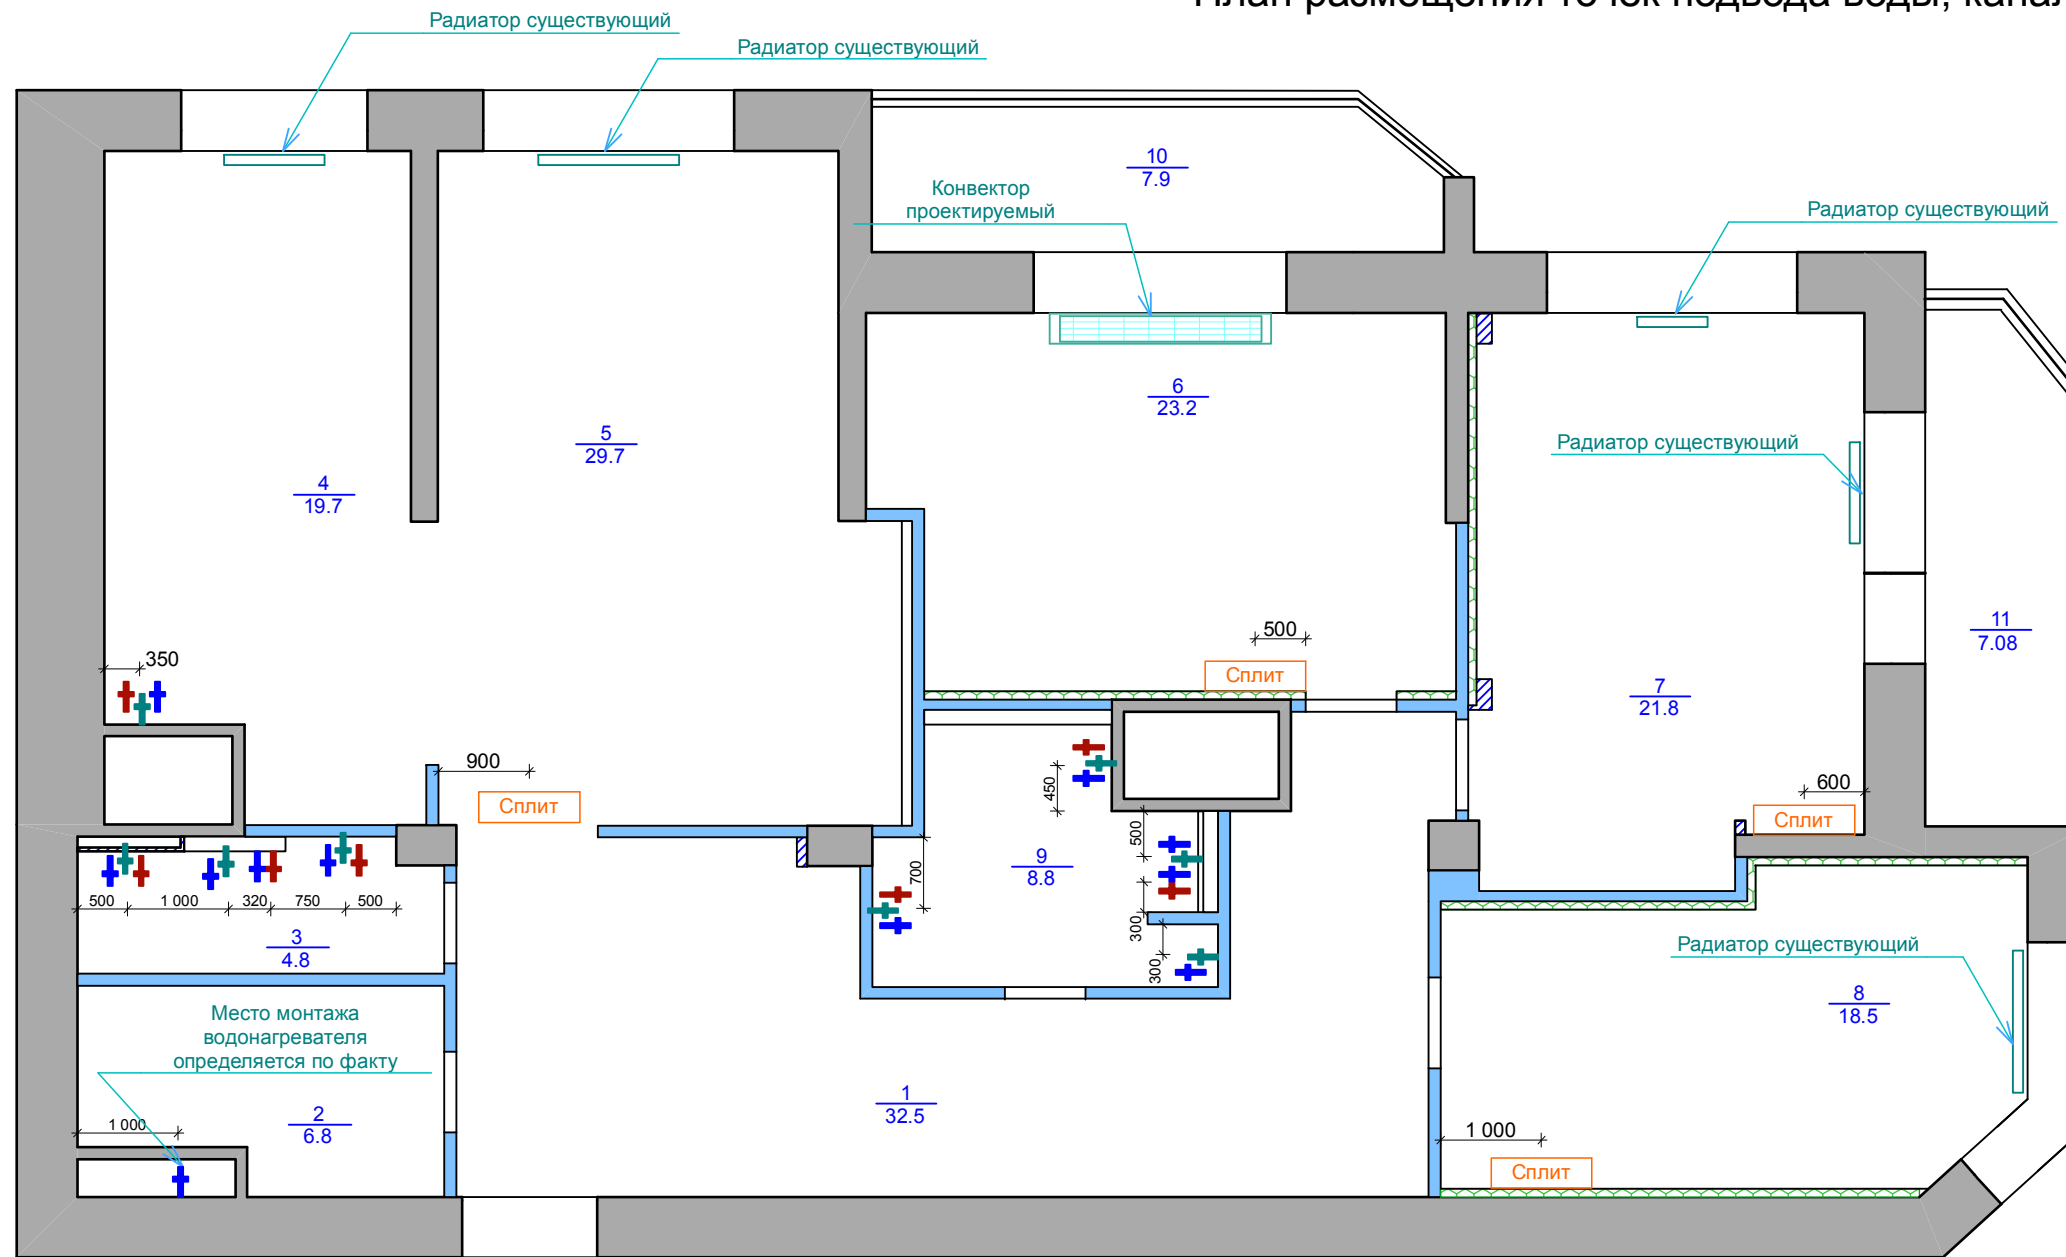 План размещения точек подвода воды, канал
Радиатор существующий
Радиатор существующий
10
7.9
Конвектор
проектируемый
Радиатор существующий
6
23.2
5
29.7
Радиатор существующий
4
19.7
11
7.08
500
350
Сплит
7
21.8
900
Сплит
450
600
Сплит
500
700
9
8.8
500
1 000
320
750
500
3
4.8
300
300
Радиатор существующий
8
18.5
Место монтажа
водонагревателя
определяется по факту
1
32.5
2
6.8
1 000
1 000
Сплит